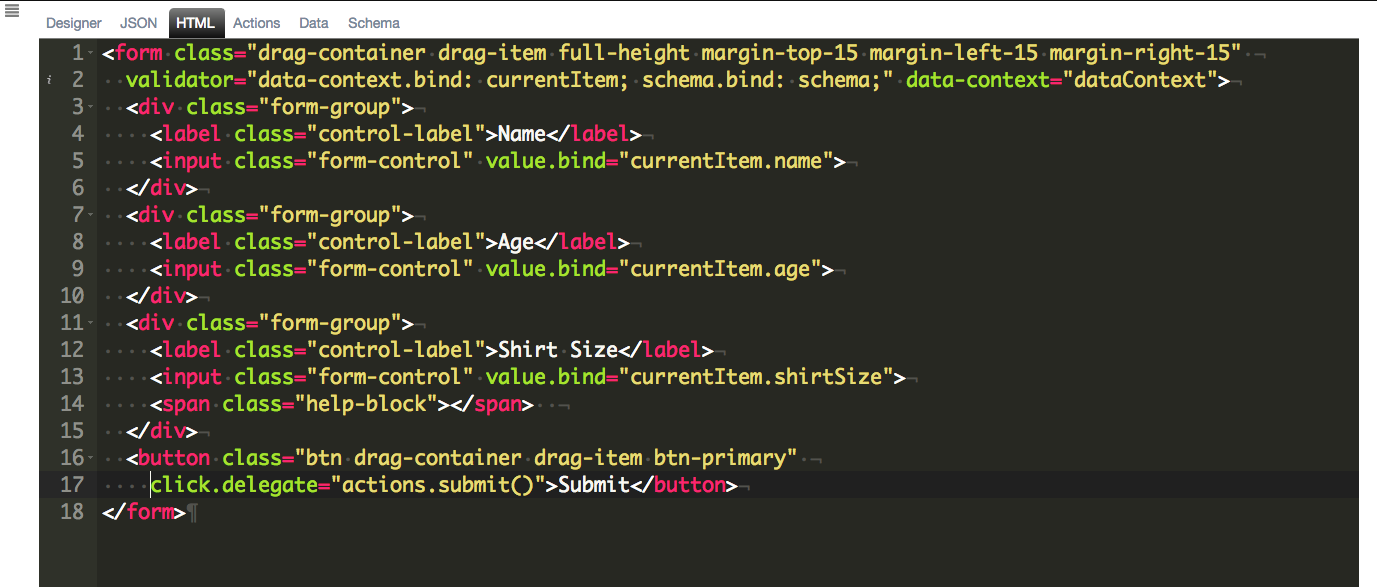 Designer JSON HTML Actions Data Schema
1 <form class="drag-container drag-item full-height margin-top-15 margin-left-15 margin-right-15"
i 2 validator="data-context.bind: currentItem; schema.bind: schema;" data-context="dataContext">
3 <div class="form-group">
4 <label class="control-label">Name</label>
5 <input class="form-control" value.bind="currentItem.name">
6 </div>
7 <div class="form-group">
8 <label class="control-label">Age</label>
9 <input class="form-control" value.bind="currentItem.age">
10 </div>
11 <div class="form-group">
12 <label class="control-label">Shirt Size</label>
13 <input class="form-control" value.bind="currentItem.shirtSize">
14 <span class="help-block"></span>
15 </div>
16 <button class="btn drag-container drag-item btn-primary"
17 click.delegate="actions.submit()">Submit</button>
18 </form>¶